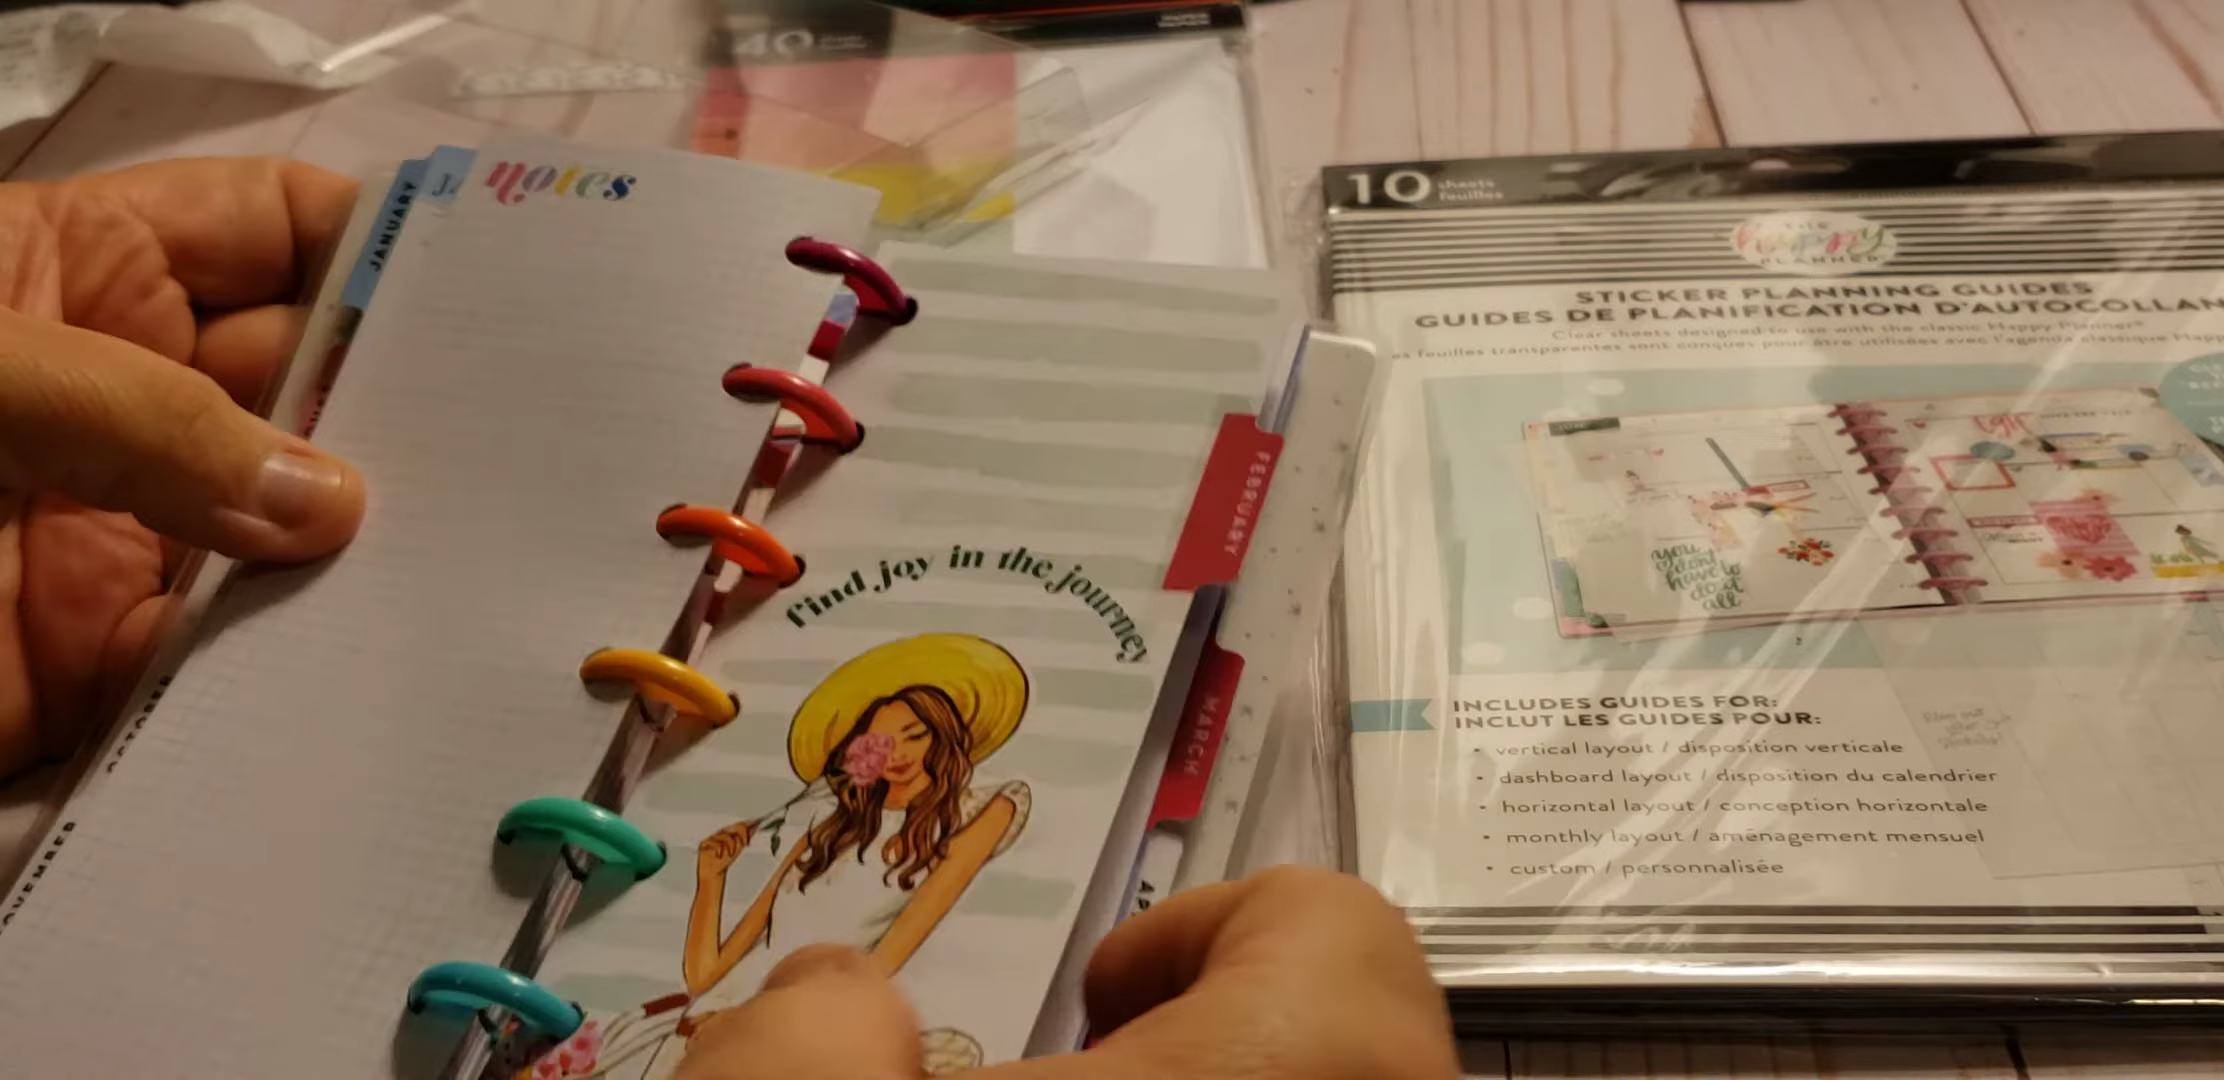 40
JANUARY
notes
OCTOBER
find joy in the journey
FEBRUARY
MARCH
10 sheets
feuilles
THE
happy
PLANNER
STICKER PLANNING GUIDES
GUIDES DE PLANIFICATION D'AUTOCOLLAN
Clear sheets designed to use with the classic Happy Planner®
es feuilles transparentes sont conçues pour être utilisées avec l'agenda classique Happ
you
don't
have to
do it
all
INCLUDES GUIDES FOR:
INCLUT LES GUIDES POUR:
• vertical layout / disposition verticale
• dashboard layout / disposition du calendrier
• horizontal layout / conception horizontale
• monthly layout / aménagement mensuel
• custom / personnalisée